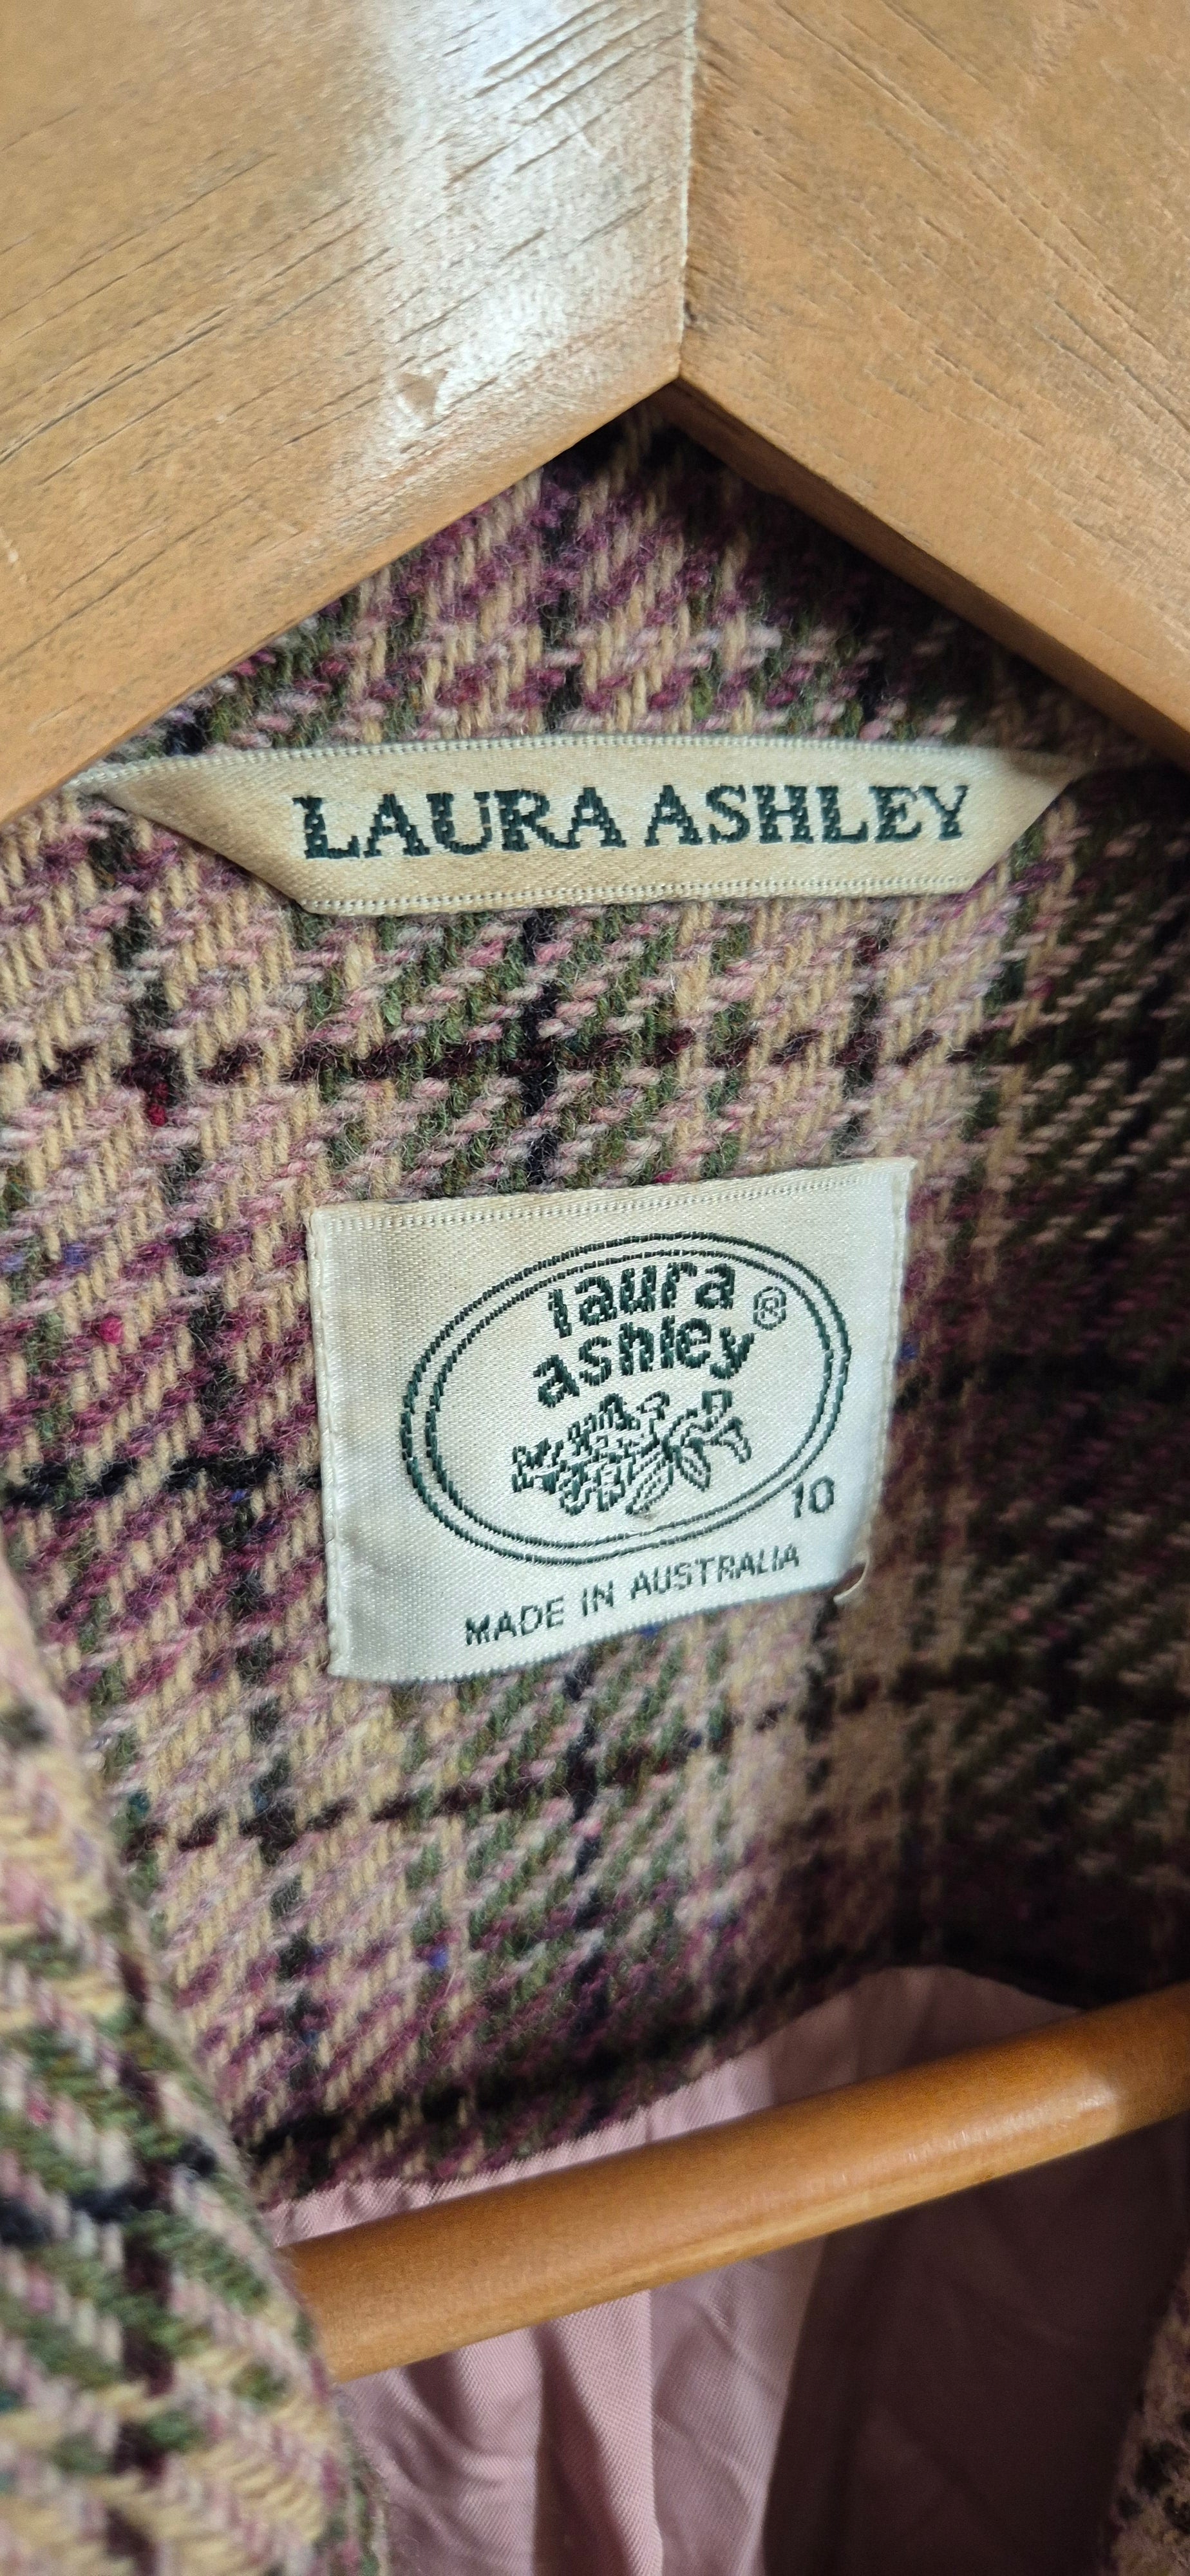 LAURA ASHLEY
laura
ashley®
10
MADE IN AUSTRALIA